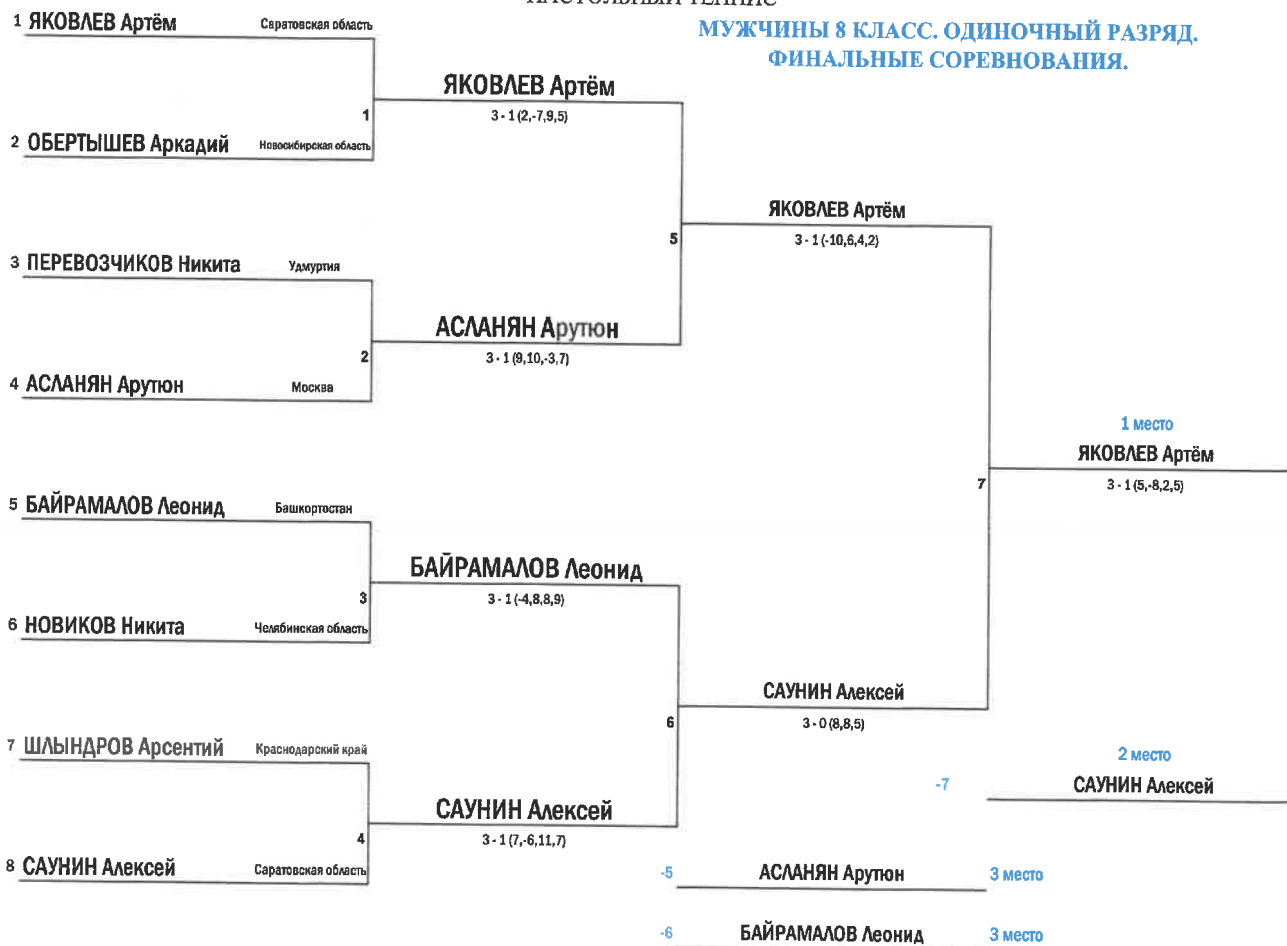 НАСТОЛЬНЫЙ ТЕННИС
МУЖЧИНЫ 8 КЛАСС. ОДИНОЧНЫЙ РАЗРЯД.
ФИНАЛЬНЫЕ СОРЕВНОВАНИЯ.
1 ЯКОВЛЕВ Артём Саратовская область
ЯКОВЛЕВ Артём
1
3 - 1 (2,-7,9,5)
2 ОБЕРТЫШЕВ Аркадий Новосибирская область
ЯКОВЛЕВ Артём
5
3 - 1 (-10,6,4,2)
3 ПЕРЕВОЗЧИКОВ Никита Удмуртия
АСЛАНЯН Арутюн
2
3 - 1 (9,10,-3,7)
4 АСЛАНЯН Арутюн Москва
1 место
ЯКОВЛЕВ Артём
7
3 - 1 (5,-8,2,5)
5 БАЙРАМАЛОВ Леонид Башкортостан
БАЙРАМАЛОВ Леонид
3
3 - 1 (-4,8,8,9)
6 НОВИКОВ Никита Челябинская область
САУНИН Алексей
6
3 - 0 (8,8,5)
7 ШЛЫНДРОВ Арсентий Краснодарский край
2 место
-7 САУНИН Алексей
САУНИН Алексей
4
3 - 1 (7,-6,11,7)
8 САУНИН Алексей Саратовская область
-5 АСЛАНЯН Арутюн 3 место
-6 БАЙРАМАЛОВ Леонид 3 место